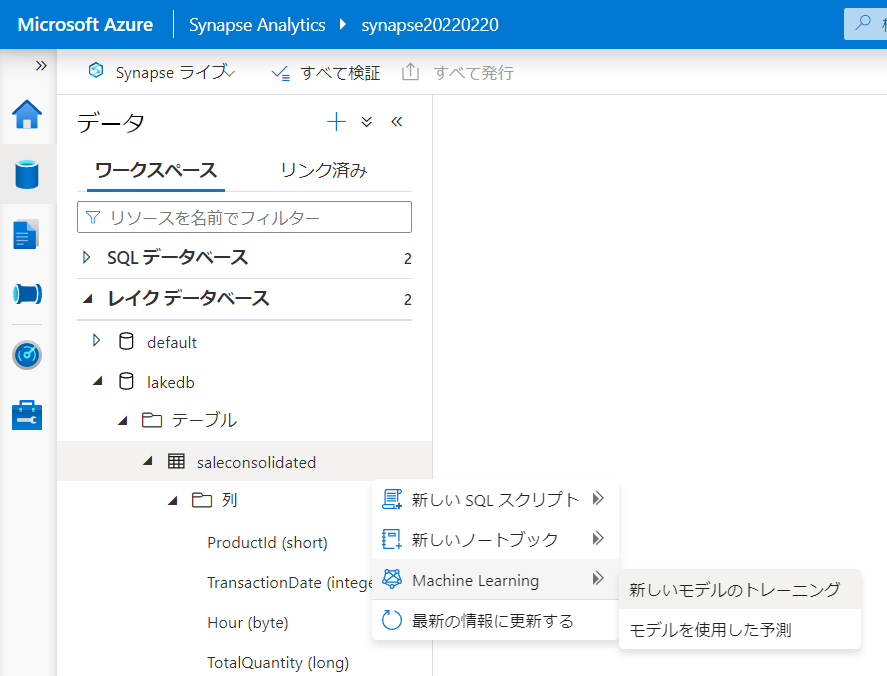 Microsoft Azure
Synapse Analytics
synapse20220220
Synapse ライブ
すべて検証
すべて発行
データ
ワークスペース
リンク済み
リソースを名前でフィルター
SQL データベース 2
レイク データベース 2
default
lakedb
テーブル
saleconsolidated
列
ProductId (short)
TransactionDate (intege
Hour (byte)
TotalQuantity (long)
新しい SQL スクリプト
新しいノートブック
Machine Learning
最新の情報に更新する
新しいモデルのトレーニング
モデルを使用した予測